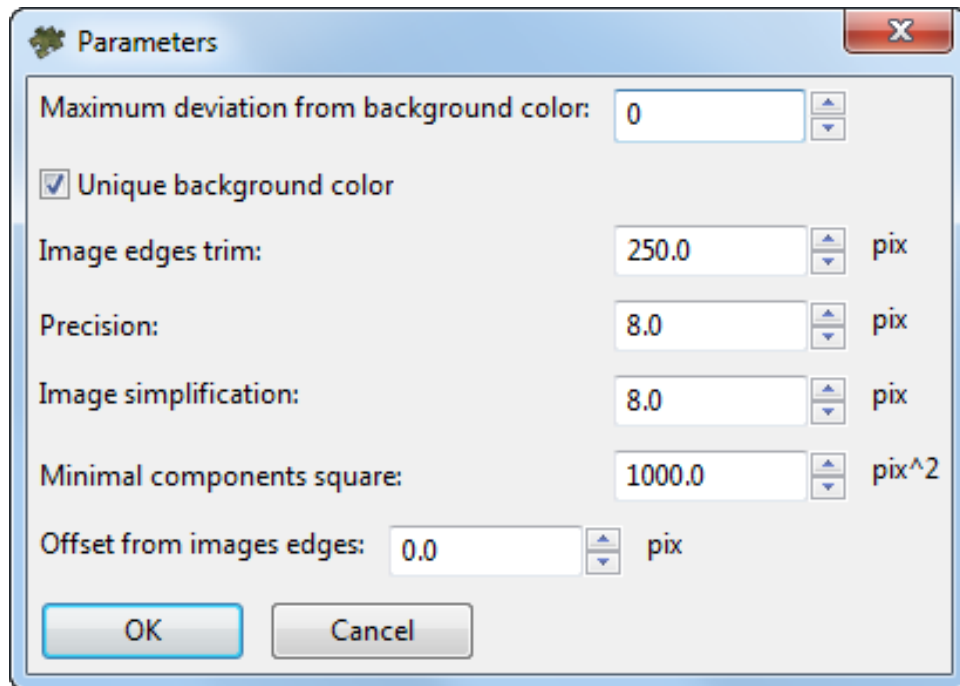 Parameters
Maximum deviation from background color: 0
Unique background color
Image edges trim: 250.0 pix
Precision: 8.0 pix
Image simplification: 8.0 pix
Minimal components square: 1000.0 pix^2
Offset from images edges: 0.0 pix
OK Cancel